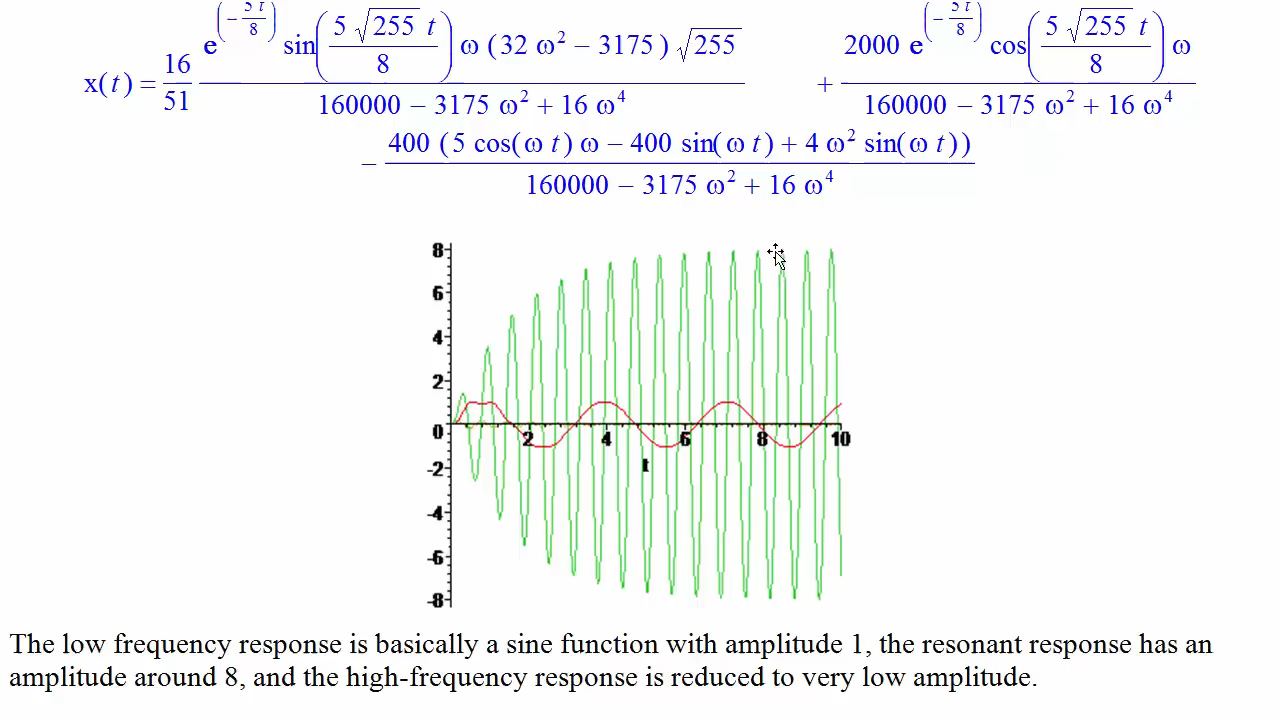 x(t) = 16/51 e^(−5t/8) sin(5√255 t/8) ω (32 ω² − 3175) √255 / (160000 − 3175 ω² + 16 ω⁴) + 2000 e^(−5t/8) cos(5√255 t/8) ω / (160000 − 3175 ω² + 16 ω⁴)
− 400 (5 cos(ω t) ω − 400 sin(ω t) + 4 ω² sin(ω t)) / (160000 − 3175 ω² + 16 ω⁴)
8
6
4
2
0
2 4 6 8 10
t
-2
-4
-6
-8
The low frequency response is basically a sine function with amplitude 1, the resonant response has an
amplitude around 8, and the high-frequency response is reduced to very low amplitude.